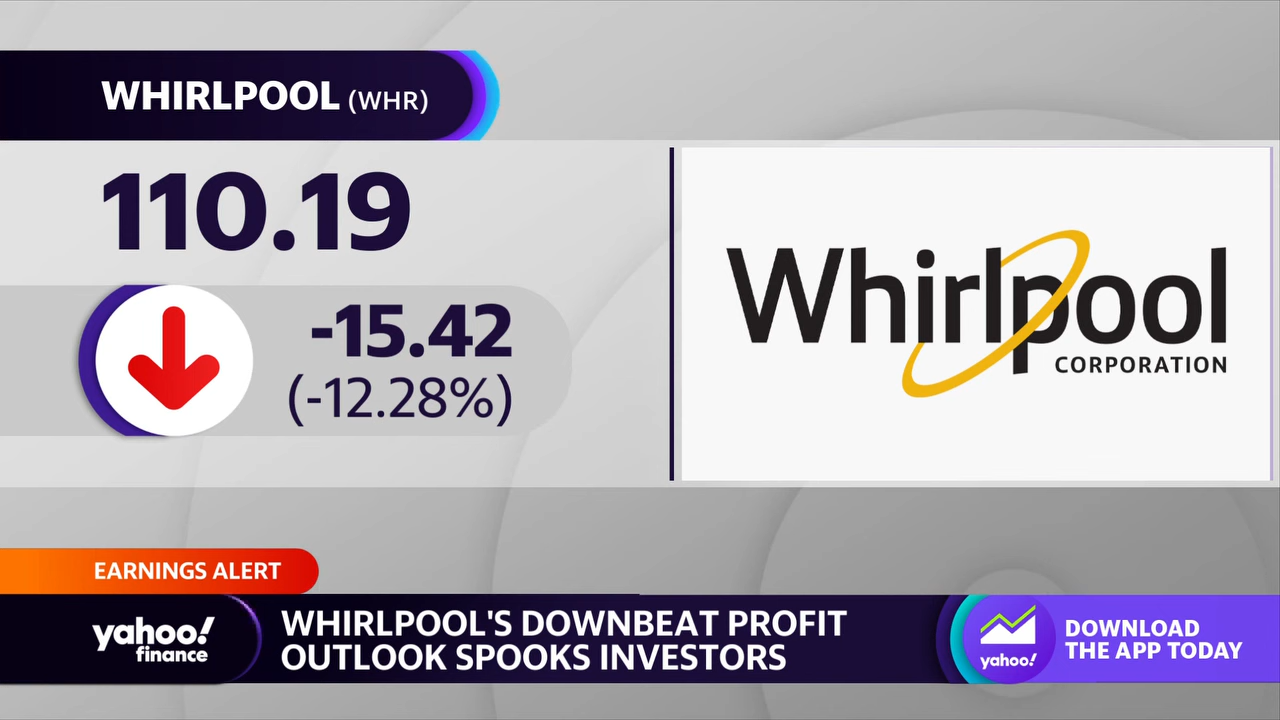 WHIRLPOOL (WHR)
110.19
-15.42
(-12.28%)
Whirlpool
CORPORATION
EARNINGS ALERT
yahoo!
finance
WHIRLPOOL'S DOWNBEAT PROFIT
OUTLOOK SPOOKS INVESTORS
yahoo!
DOWNLOAD
THE APP TODAY